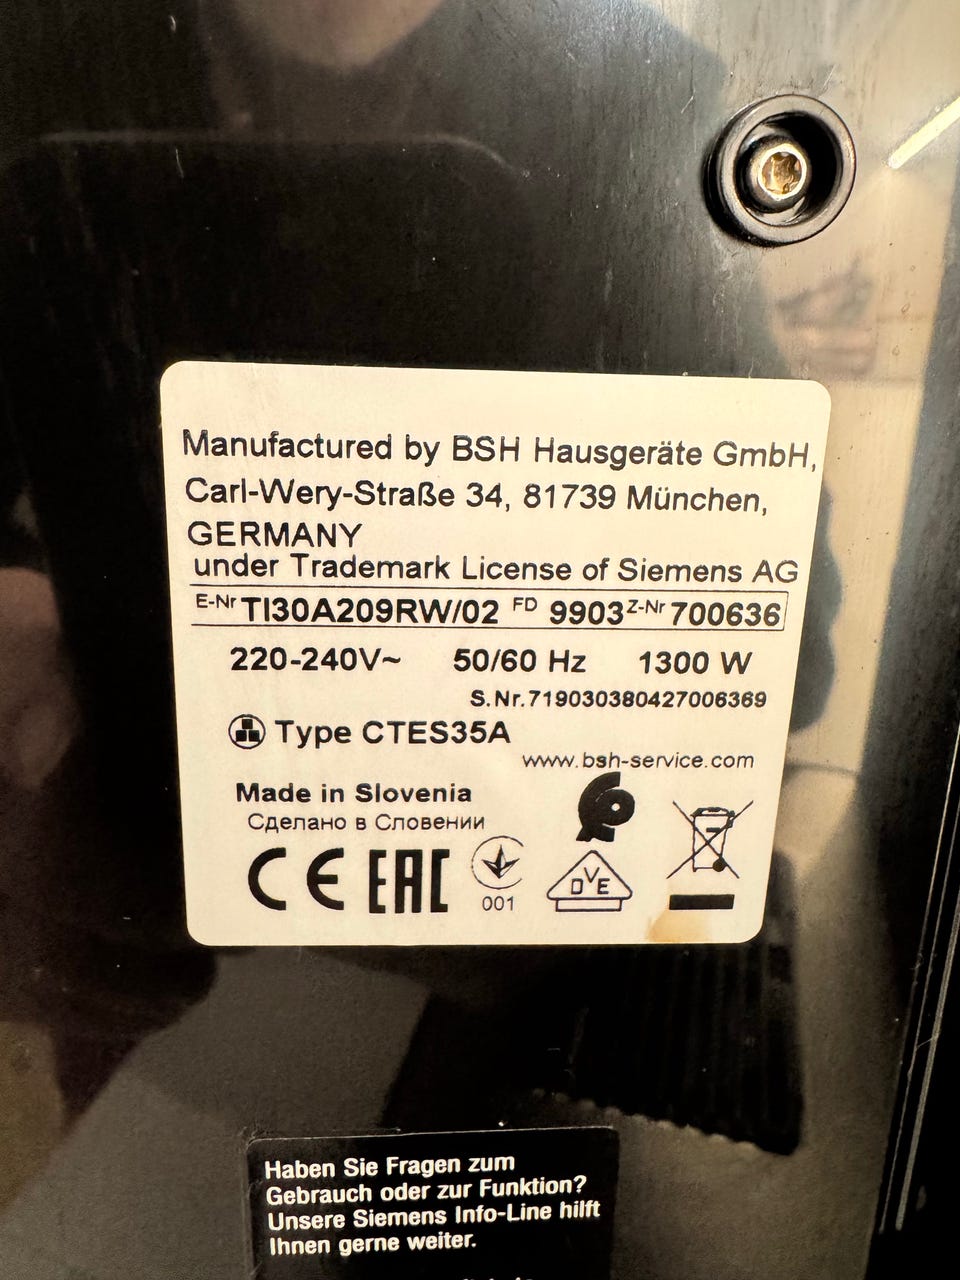 Manufactured by BSH Hausgeräte GmbH,
Carl-Wery-Straße 34, 81739 München,
GERMANY
under Trademark License of Siemens AG
E-Nr TI30A209RW/02 FD 9903 Z-Nr 700636
220-240V~ 50/60 Hz 1300 W
S.Nr.719030380427006369
Type CTES35A
www.bsh-service.com
Made in Slovenia
Сделано в Словении
CE EAC
001
DVE
Haben Sie Fragen zum
Gebrauch oder zur Funktion?
Unsere Siemens Info-Line hilft
Ihnen gerne weiter.